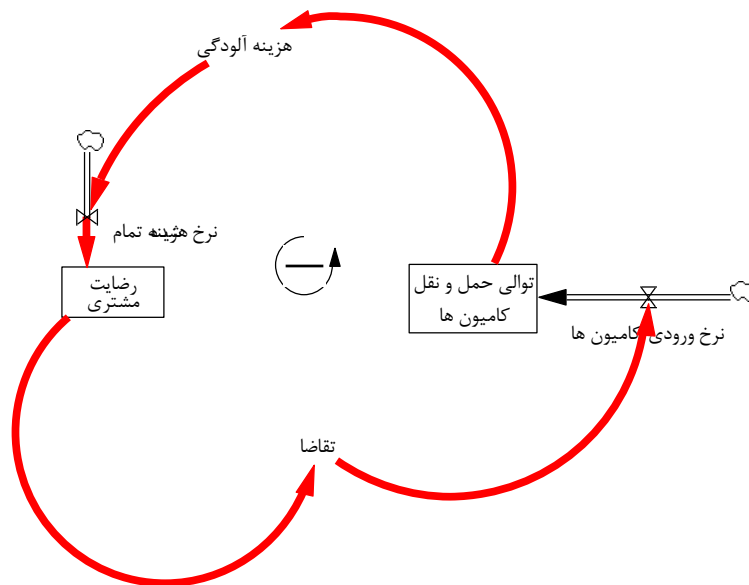 هزینه آلودگی
نرخ هزینه تمام
رضایت
مشتری
توالی حمل و نقل
کامیون ها
نرخ ورودی کامیون ها
تقاضا